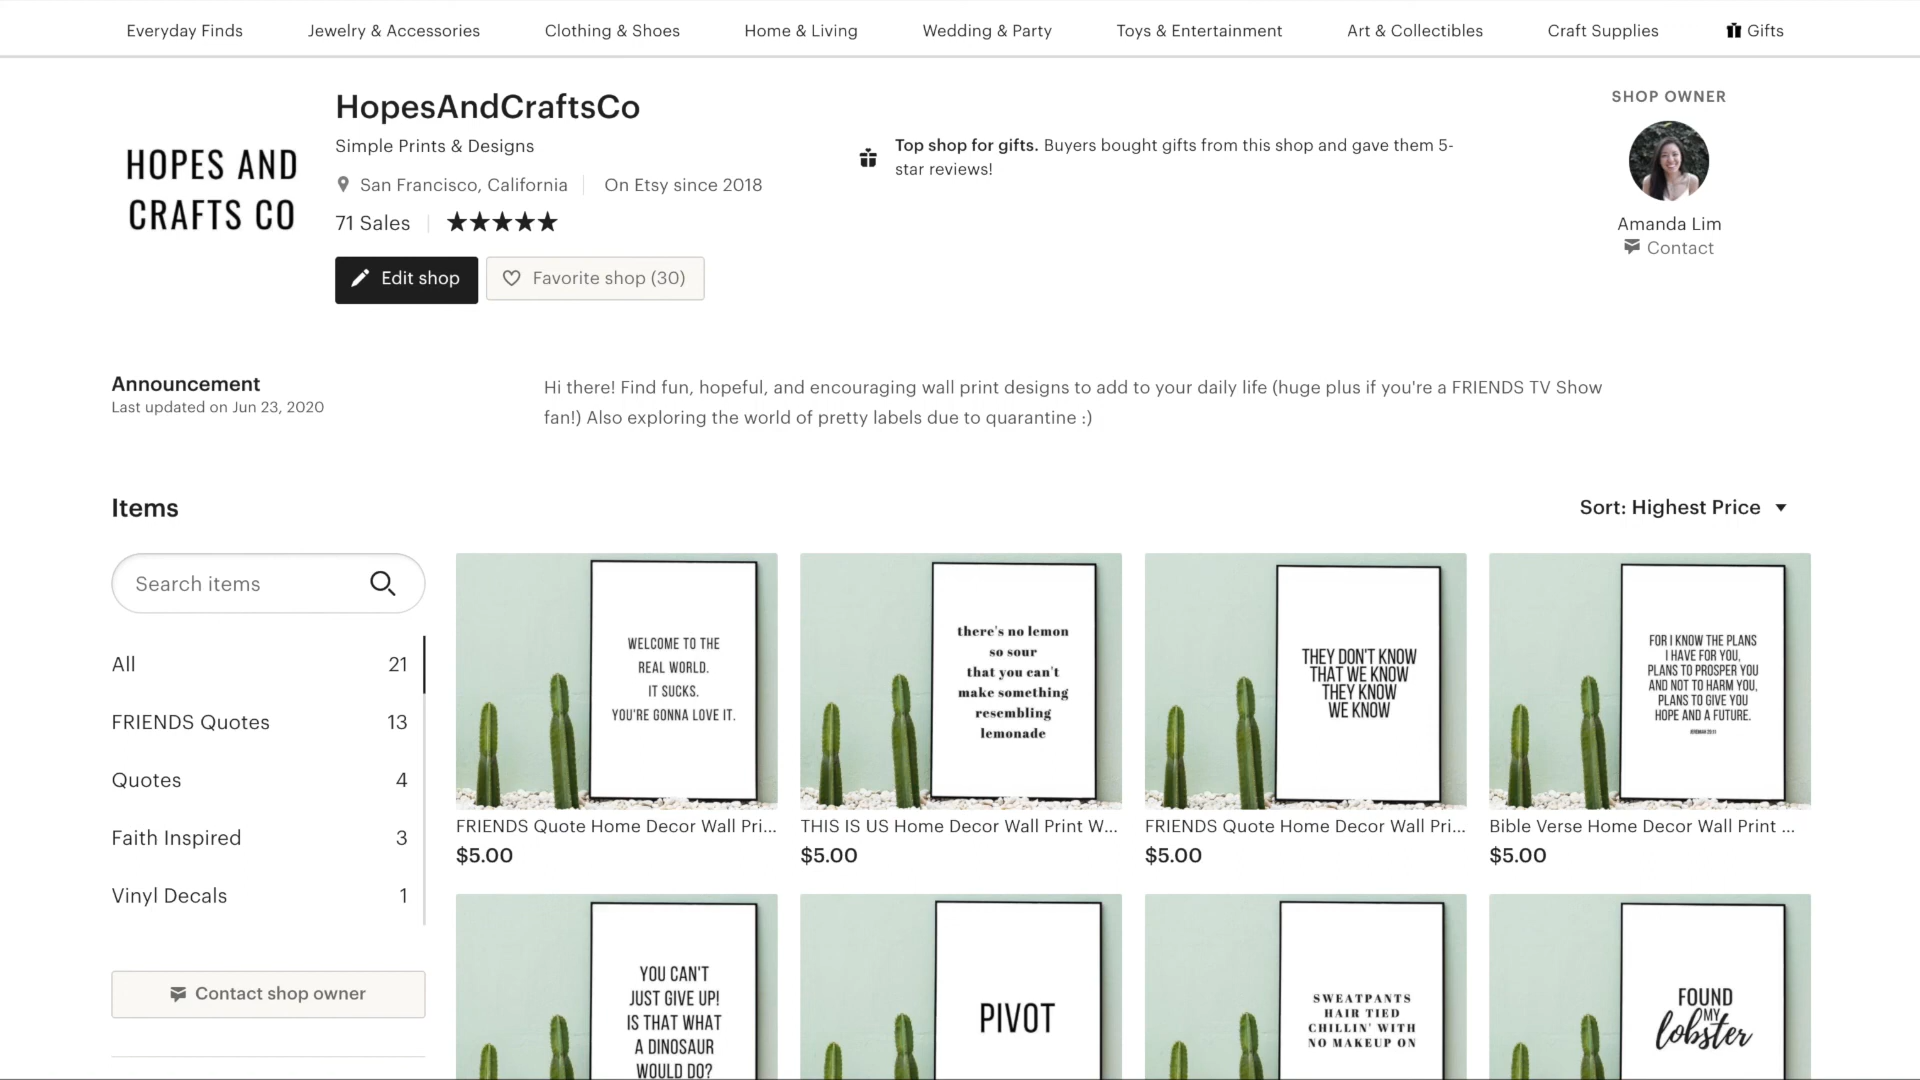 Everyday Finds
Jewelry & Accessories
Clothing & Shoes
Home & Living
Wedding & Party
Toys & Entertainment
Art & Collectibles
Craft Supplies
Gifts
HOPES AND
CRAFTS CO
HopesAndCraftsCo
Simple Prints & Designs
San Francisco, California
On Etsy since 2018
71 Sales
Edit shop
Favorite shop (30)
Top shop for gifts. Buyers bought gifts from this shop and gave them 5-
star reviews!
SHOP OWNER
Amanda Lim
Contact
Announcement
Last updated on Jun 23, 2020
Hi there! Find fun, hopeful, and encouraging wall print designs to add to your daily life (huge plus if you're a FRIENDS TV Show
fan!) Also exploring the world of pretty labels due to quarantine :)
Items
Sort: Highest Price
Search items
All 21
FRIENDS Quotes 13
Quotes 4
Faith Inspired 3
Vinyl Decals 1
Contact shop owner
WELCOME TO THE
REAL WORLD.
IT SUCKS.
YOU'RE GONNA LOVE IT.
FRIENDS Quote Home Decor Wall Pri...
$5.00
there's no lemon
so sour
that you can't
make something
resembling
lemonade
THIS IS US Home Decor Wall Print W...
$5.00
THEY DON'T KNOW
THAT WE KNOW
THEY KNOW
WE KNOW
FRIENDS Quote Home Decor Wall Pri...
$5.00
FOR I KNOW THE PLANS
I HAVE FOR YOU,
PLANS TO PROSPER YOU
AND NOT TO HARM YOU,
PLANS TO GIVE YOU
HOPE AND A FUTURE.
JEREMIAH 29:11
Bible Verse Home Decor Wall Print ...
$5.00
YOU CAN'T
JUST GIVE UP!
IS THAT WHAT
A DINOSAUR
WOULD DO?
PIVOT
SWEATPANTS
HAIR TIED
CHILLIN' WITH
NO MAKEUP ON
FOUND
MY
lobster